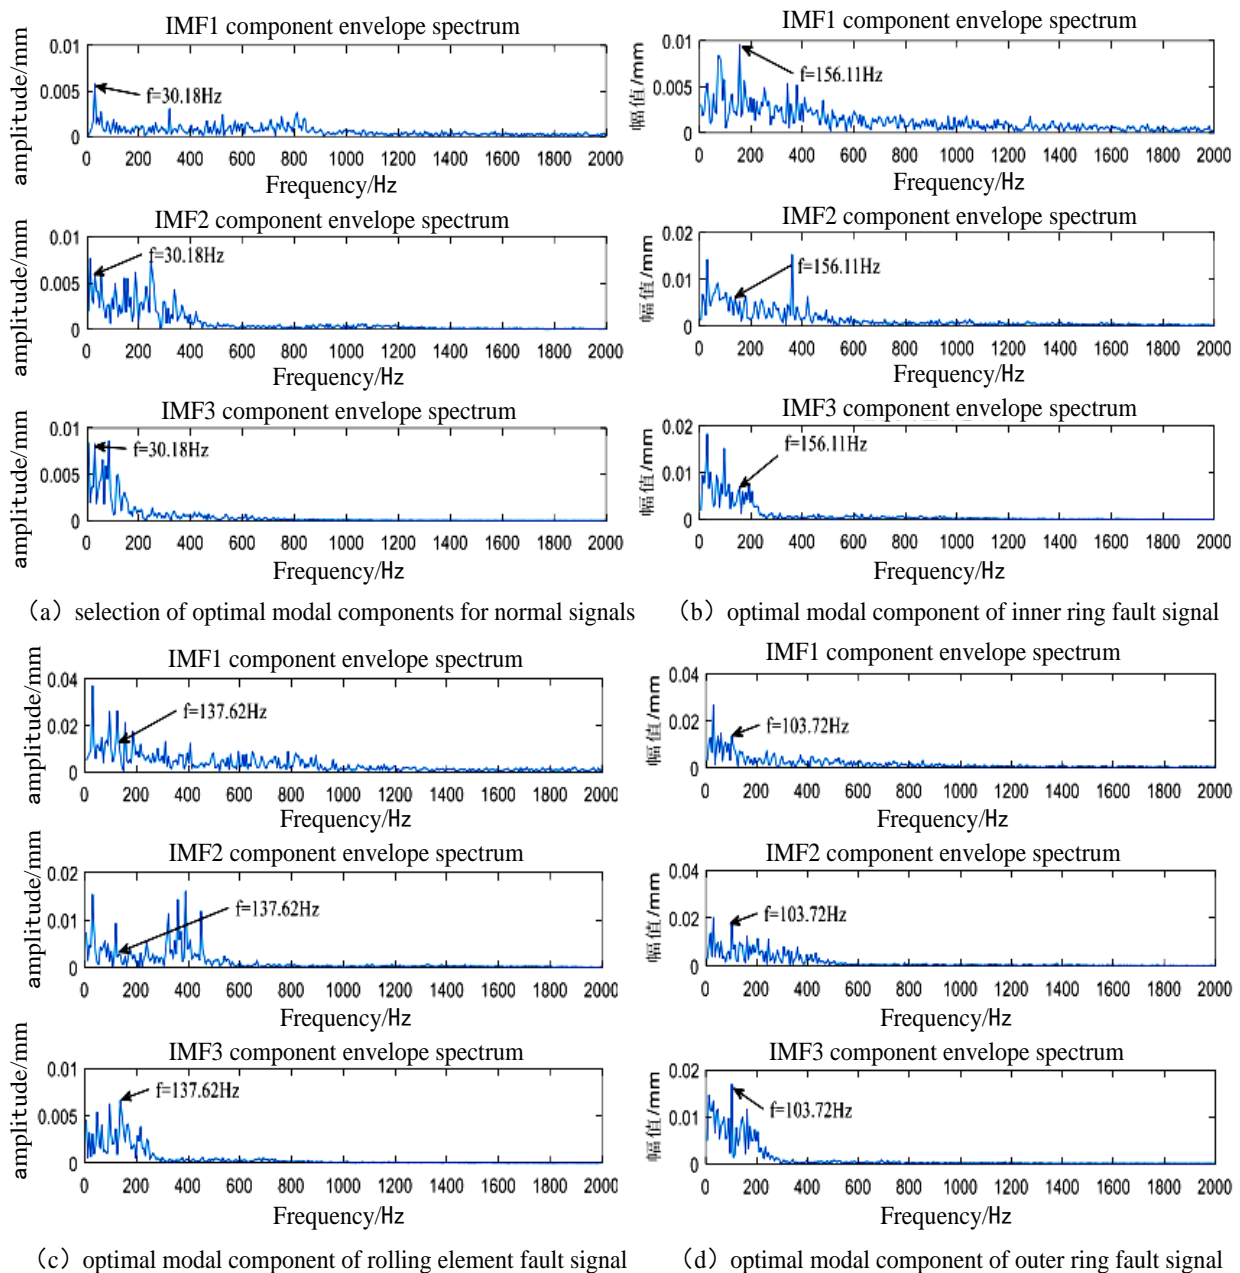 IMF1 component envelope spectrum
amplitude/mm
0.01
0.005
0
f=30.18Hz
0 200 400 600 800 1000 1200 1400 1600 1800 2000
Frequency/Hz
IMF2 component envelope spectrum
amplitude/mm
0.01
0.005
0
f=30.18Hz
0 200 400 600 800 1000 1200 1400 1600 1800 2000
Frequency/Hz
IMF3 component envelope spectrum
amplitude/mm
0.01
0.005
0
f=30.18Hz
0 200 400 600 800 1000 1200 1400 1600 1800 2000
Frequency/Hz
（a）selection of optimal modal components for normal signals
IMF1 component envelope spectrum
幅值/mm
0.01
0.005
0
f=156.11Hz
0 200 400 600 800 1000 1200 1400 1600 1800 2000
Frequency/Hz
IMF2 component envelope spectrum
幅值/mm
0.02
0.01
0
f=156.11Hz
0 200 400 600 800 1000 1200 1400 1600 1800 2000
Frequency/Hz
IMF3 component envelope spectrum
幅值/mm
0.02
0.01
0
f=156.11Hz
0 200 400 600 800 1000 1200 1400 1600 1800 2000
Frequency/Hz
（b）optimal modal component of inner ring fault signal
IMF1 component envelope spectrum
amplitude/mm
0.04
0.02
0
f=137.62Hz
0 200 400 600 800 1000 1200 1400 1600 1800 2000
Frequency/Hz
IMF2 component envelope spectrum
amplitude/mm
0.02
0.01
0
f=137.62Hz
0 200 400 600 800 1000 1200 1400 1600 1800 2000
Frequency/Hz
IMF3 component envelope spectrum
amplitude/mm
0.01
0.005
0
f=137.62Hz
0 200 400 600 800 1000 1200 1400 1600 1800 2000
Frequency/Hz
（c）optimal modal component of rolling element fault signal
IMF1 component envelope spectrum
幅值/mm
0.04
0.02
0
f=103.72Hz
0 200 400 600 800 1000 1200 1400 1600 1800 2000
Frequency/Hz
IMF2 component envelope spectrum
幅值/mm
0.04
0.02
0
f=103.72Hz
0 200 400 600 800 1000 1200 1400 1600 1800 2000
Frequency/Hz
IMF3 component envelope spectrum
幅值/mm
0.02
0.01
0
f=103.72Hz
0 200 400 600 800 1000 1200 1400 1600 1800 2000
Frequency/Hz
（d）optimal modal component of outer ring fault signal